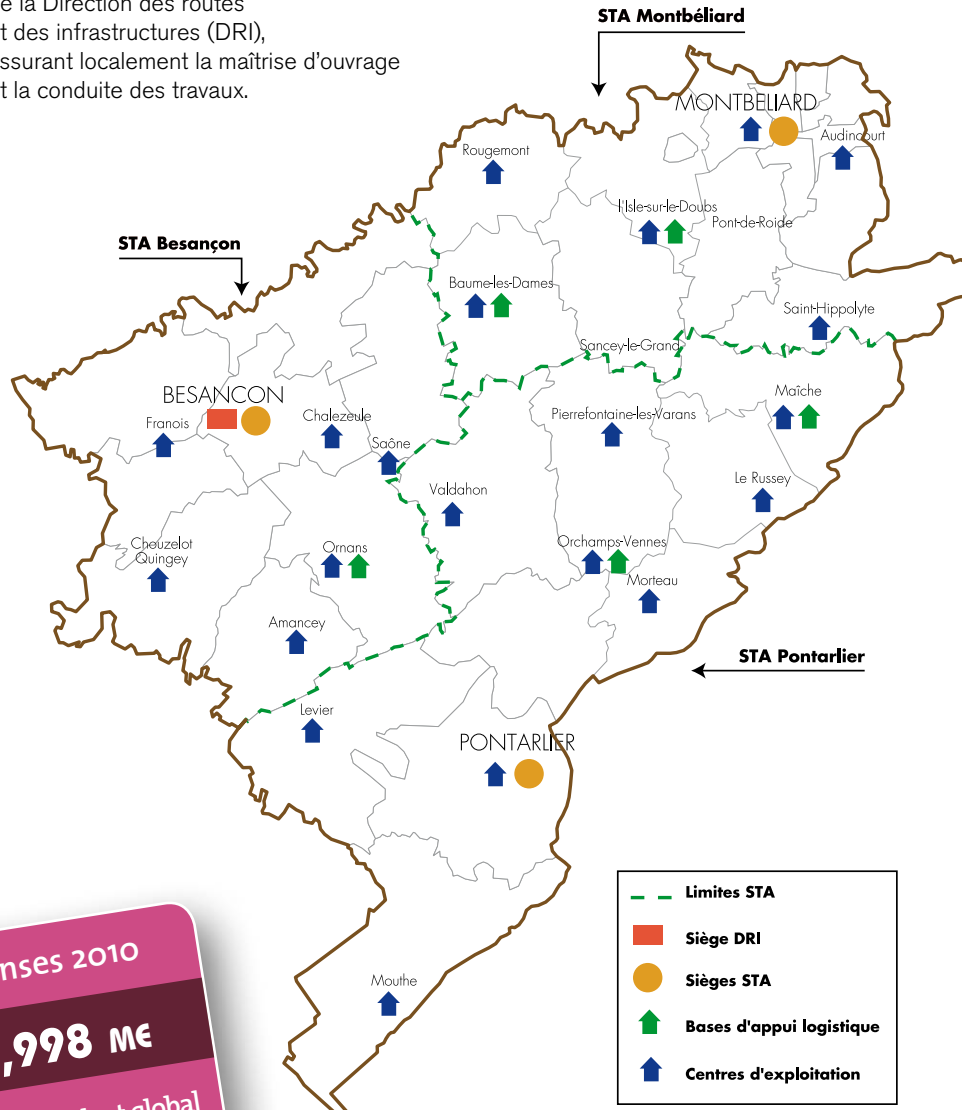 e la Direction des routes
t des infrastructures (DRI),
ssurant localement la maîtrise d'ouvrage
t la conduite des travaux.
STA Montbéliard
MONTBELIARD
Audincourt
Rougemont
l'Isle-sur-le-Doubs
Pont-de-Roide
STA Besançon
Baume-les-Dames
Saint-Hippolyte
Sancey-le-Grand
BESANCON
Maîche
Franois
Chalezeule
Pierrefontaine-les-Varans
Saône
Valdahon
Le Russey
Chouzelot
Quingey
Ornans
Orchamps-Vennes
Morteau
Amancey
STA Pontarlier
Levier
PONTARLIER
Mouthe
Limites STA
Siège DRI
Sièges STA
Bases d'appui logistique
Centres d'exploitation
nses 2010
,998 M€
global